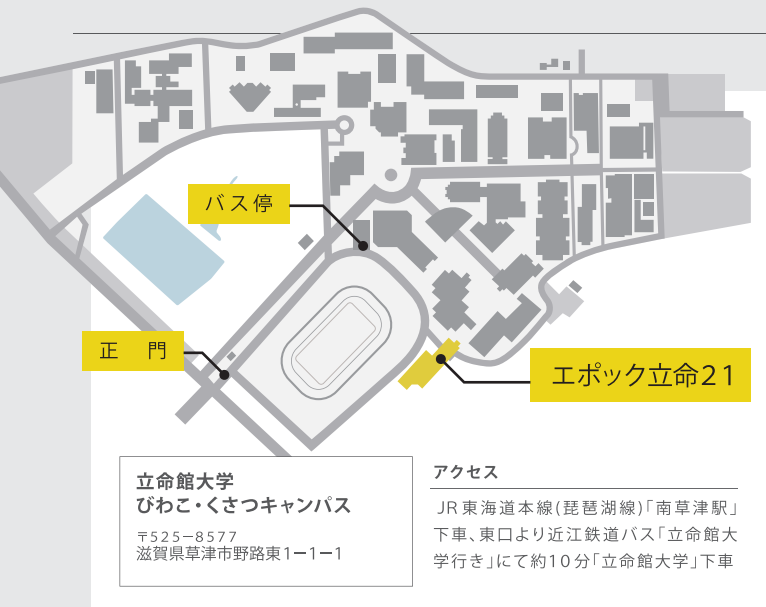 バス停
正 門
エポック立命21
立命館大学
びわこ・くさつキャンパス
〒525−8577
滋賀県草津市野路東1ー1ー1
アクセス
JR東海道本線(琵琶湖線)「南草津駅」
下車、東口より近江鉄道バス「立命館大
学行き」にて約10分「立命館大学」下車